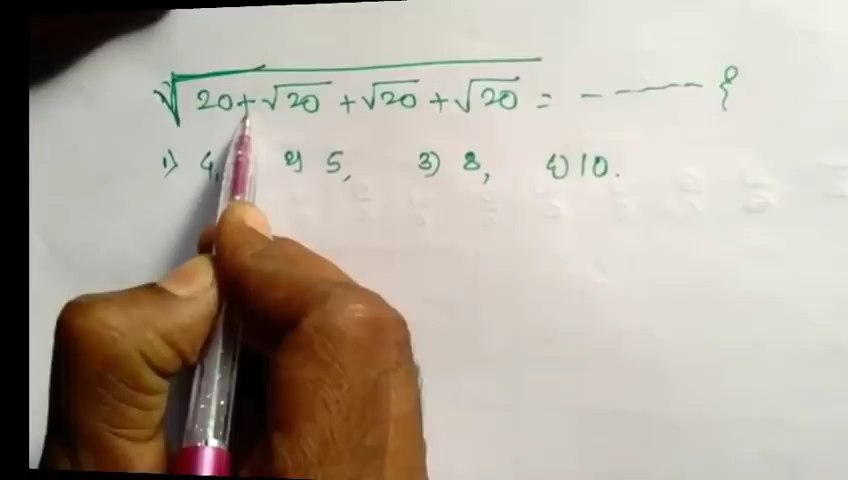 √20+√20 +√20 +√20 = - - - - ?
1) 4, 2) 5, 3) 8, 4) 10.